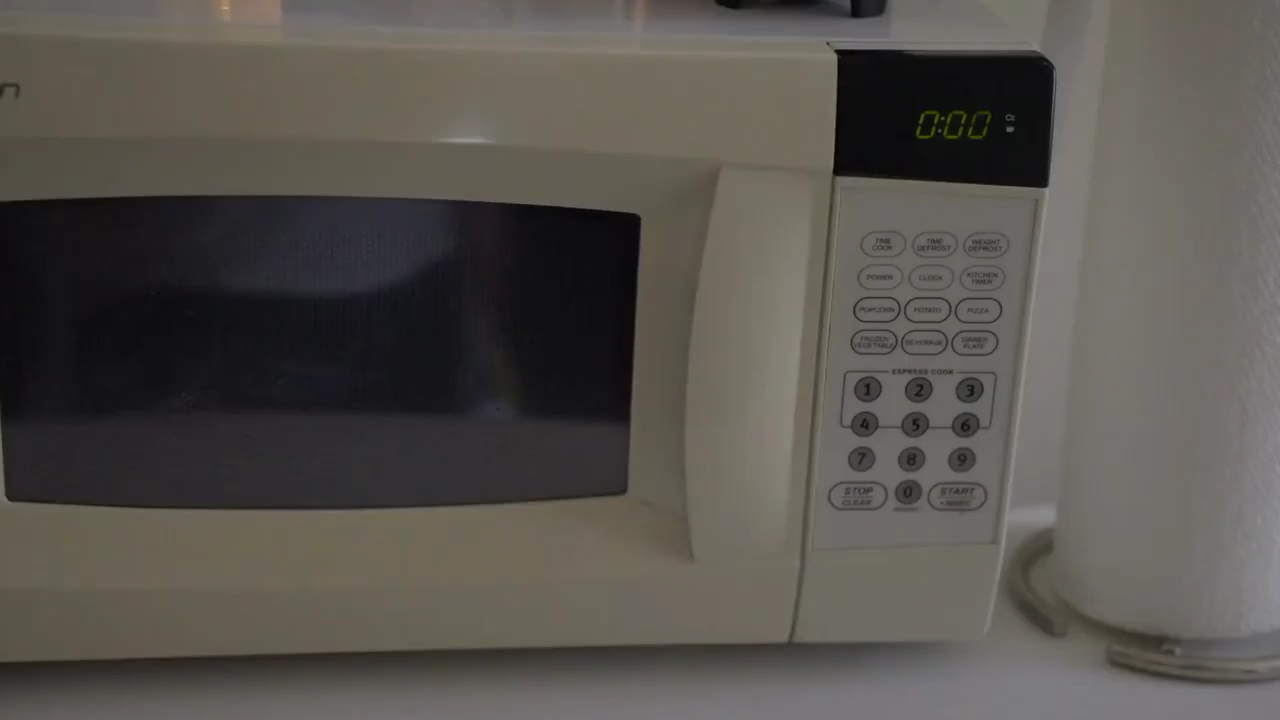 n
0:00
TIME COOK
TIME DEFROST
WEIGHT DEFROST
POWER
CLOCK
KITCHEN TIMER
POPCORN
POTATO
PIZZA
FROZEN VEGETABLE
BEVERAGE
DINNER PLATE
EXPRESS COOK
1 2 3
4 5 6
7 8 9
STOP
CLEAR
0
START